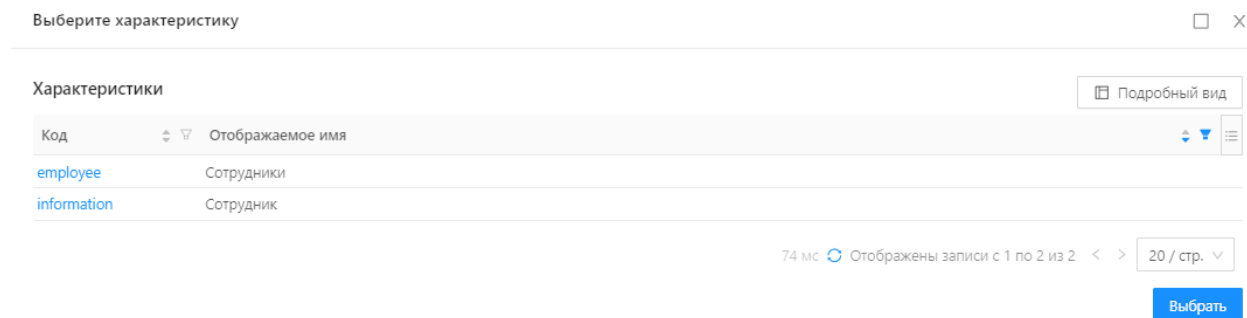 Выберите характеристику
Характеристики
Подробный вид
Код Отображаемое имя
employee Сотрудники
information Сотрудник
74 мс Отображены записи с 1 по 2 из 2 < > 20 / стр.
Выбрать